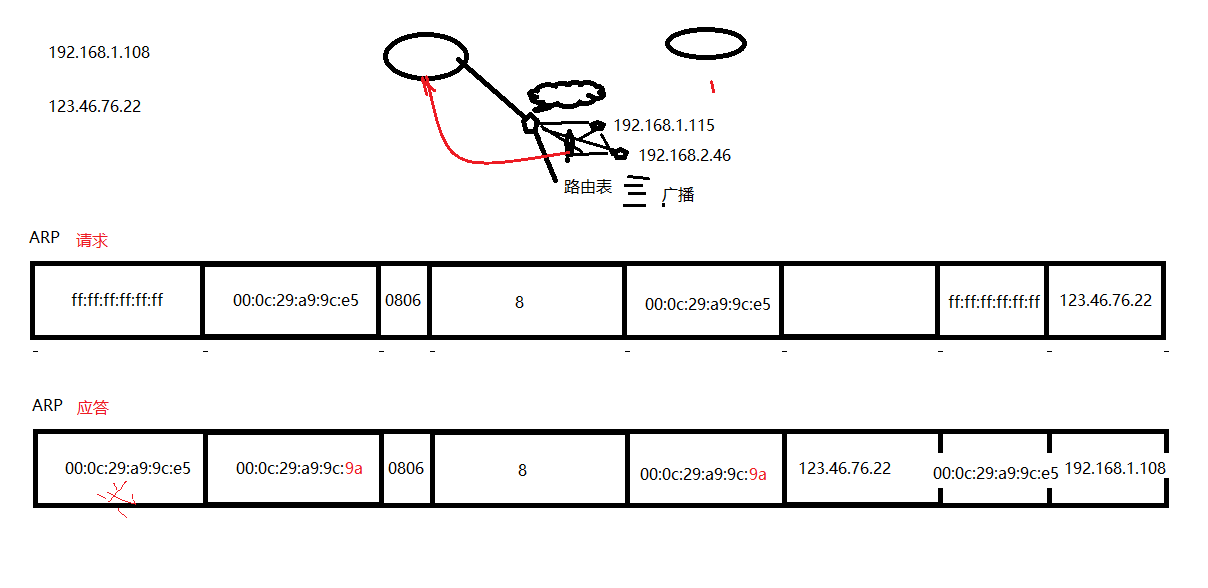 192.168.1.108
123.46.76.22
192.168.1.115
192.168.2.46
路由表 三 广播
ARP 请求
ff:ff:ff:ff:ff:ff 00:0c:29:a9:9c:e5 0806 8 00:0c:29:a9:9c:e5 ff:ff:ff:ff:ff:ff 123.46.76.22
ARP 应答
00:0c:29:a9:9c:e5 00:0c:29:a9:9c:9a 0806 8 00:0c:29:a9:9c:9a 123.46.76.22 00:0c:29:a9:9c:e5 192.168.1.108